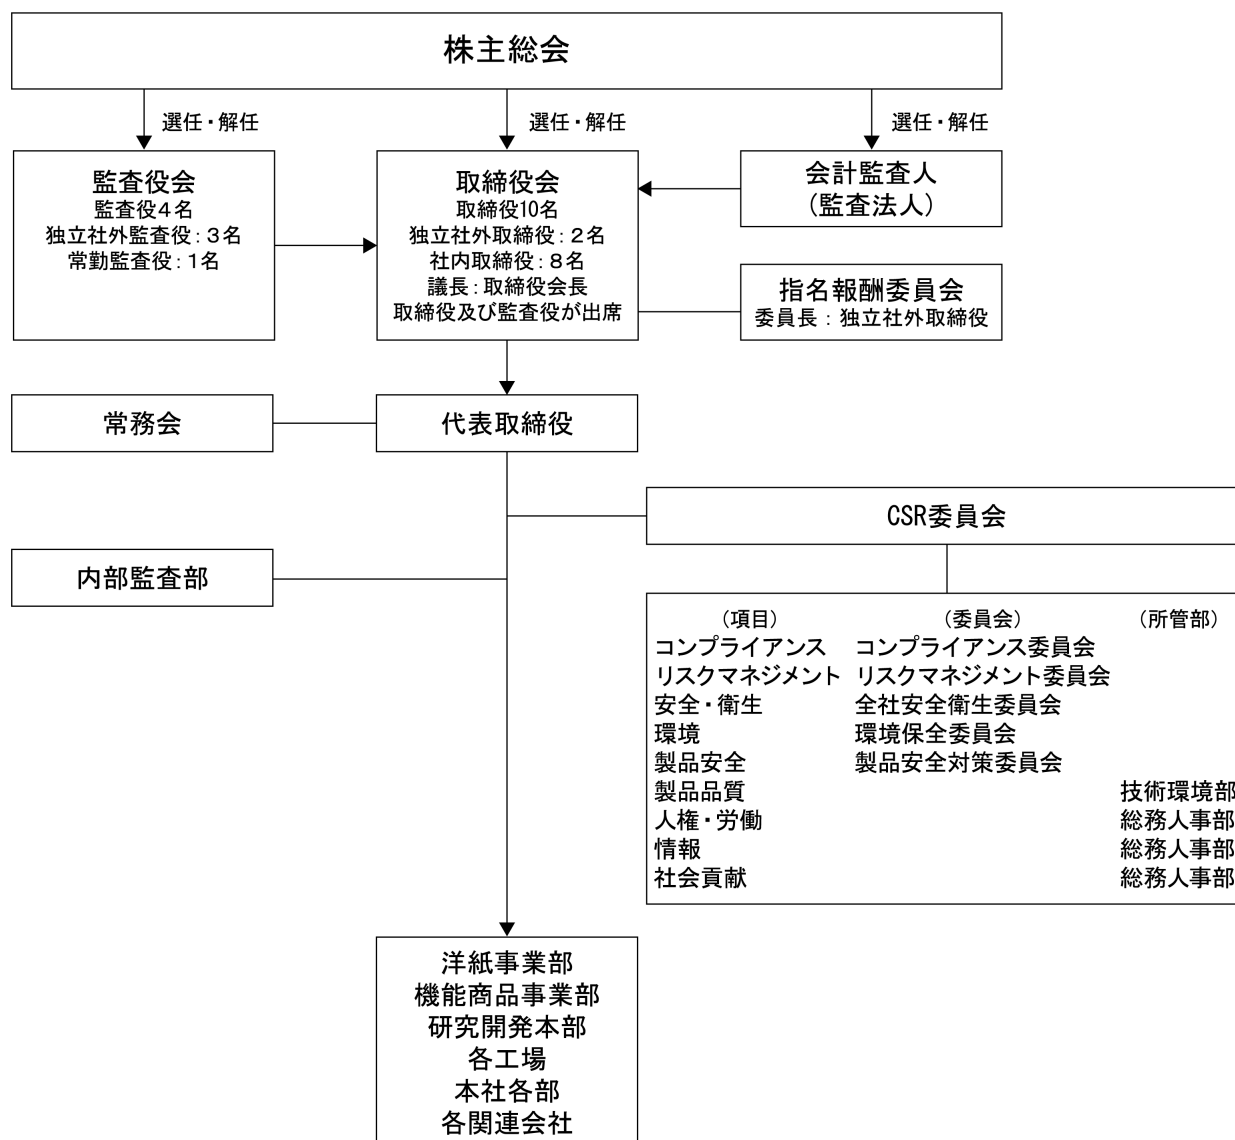 株主総会
選任・解任
選任・解任
選任・解任
監査役会
監査役4名
独立社外監査役：3名
常勤監査役：1名
取締役会
取締役10名
独立社外取締役：2名
社内取締役：8名
議長：取締役会長
取締役及び監査役が出席
会計監査人
（監査法人）
指名報酬委員会
委員長：独立社外取締役
常務会
代表取締役
CSR委員会
内部監査部
（項目） （委員会） （所管部）
コンプライアンス コンプライアンス委員会
リスクマネジメント リスクマネジメント委員会
安全・衛生 全社安全衛生委員会
環境 環境保全委員会
製品安全 製品安全対策委員会
製品品質 技術環境部
人権・労働 総務人事部
情報 総務人事部
社会貢献 総務人事部
洋紙事業部
機能商品事業部
研究開発本部
各工場
本社各部
各関連会社